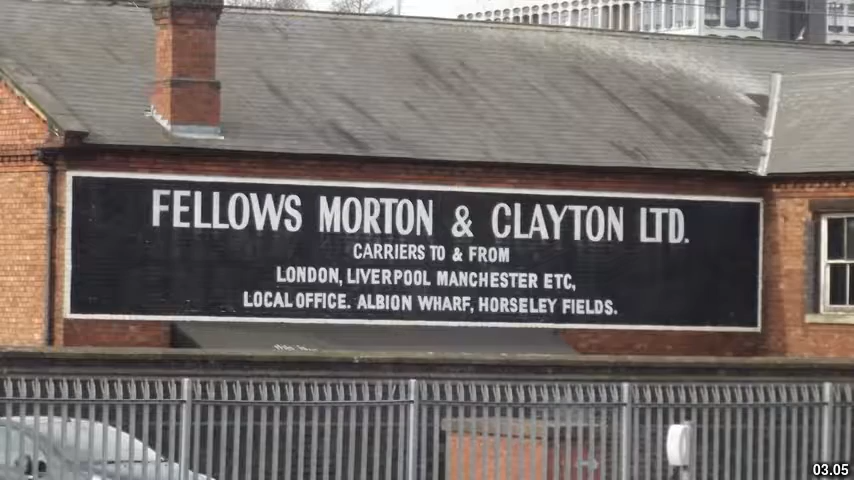 FELLOWS MORTON & CLAYTON LTD.
CARRIERS TO & FROM
LONDON, LIVERPOOL MANCHESTER ETC,
LOCAL OFFICE. ALBION WHARF, HORSELEY FIELDS.
03.05